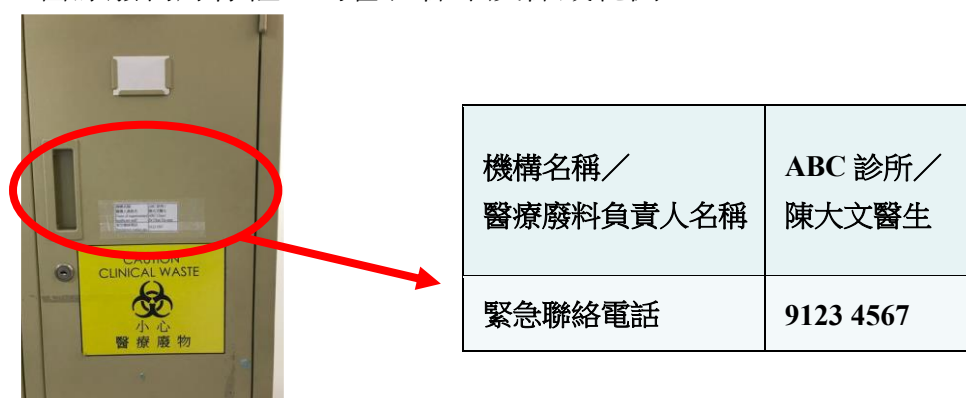 機構名稱／
醫療廢料負責人名稱
ABC 診所／
陳大文醫生
緊急聯絡電話
9123 4567
CAUTION
CLINICAL WASTE
小心
醫療廢物